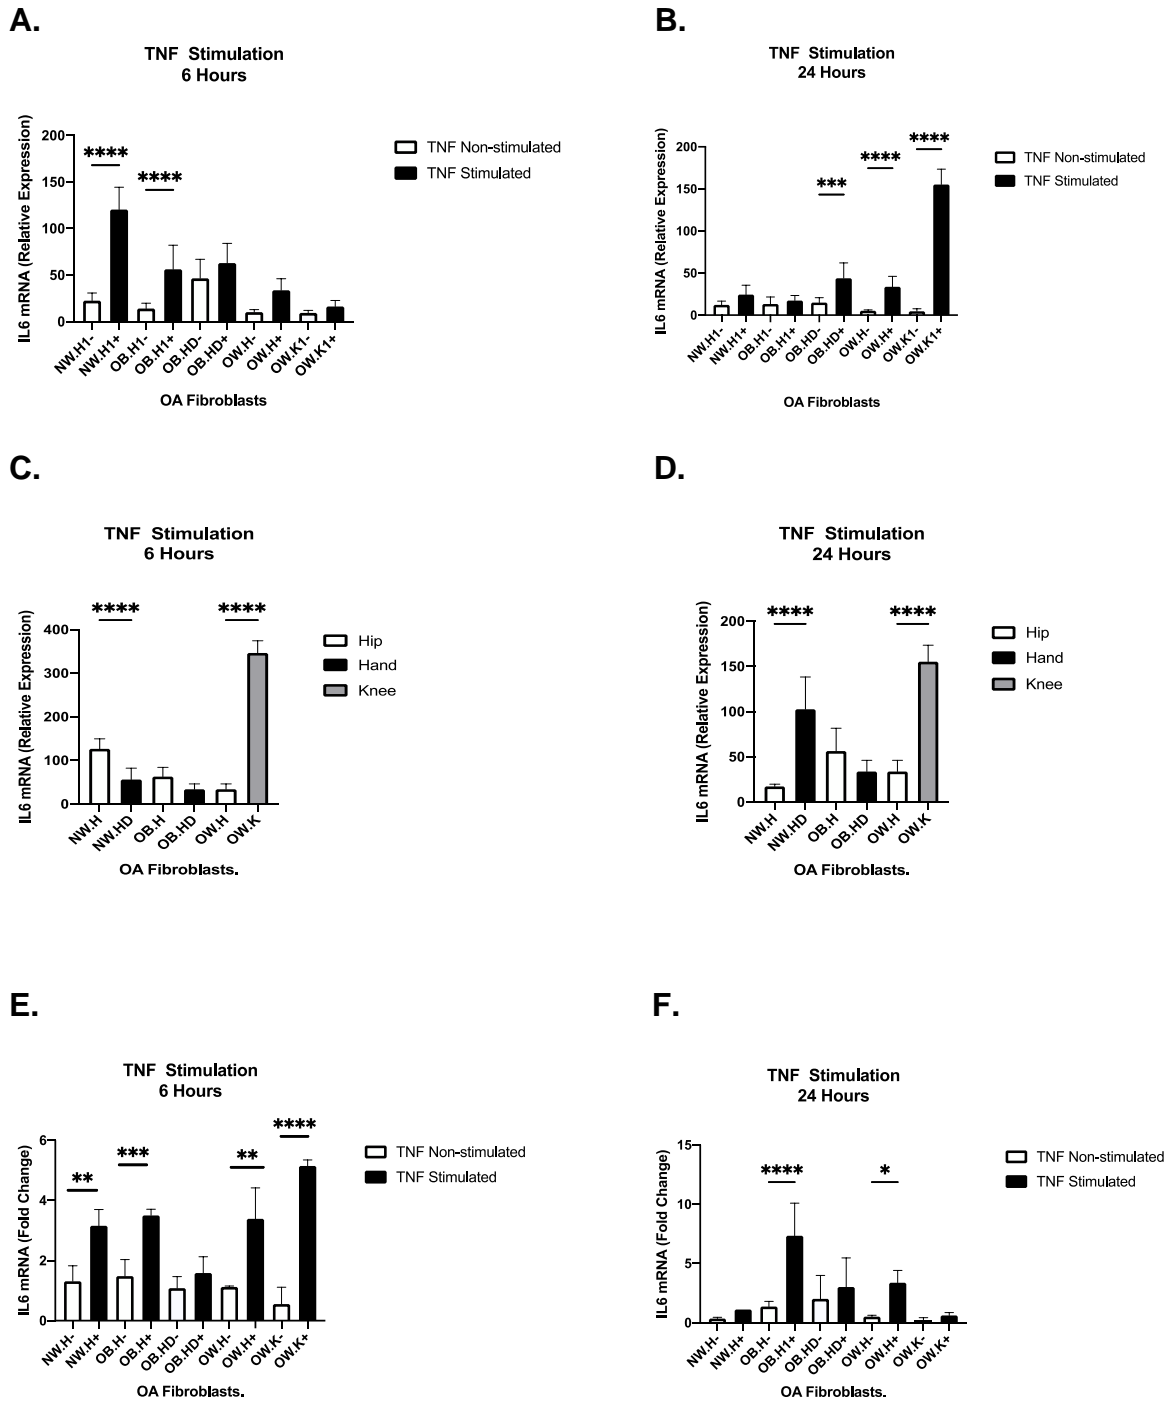 A.
TNF Stimulation
6 Hours
IL6 mRNA (Relative Expression)
200
150
100
50
0
****
****
TNF Non-stimulated
TNF Stimulated
NW.H1-
NW.H1+
OB.H1-
OB.H1+
OB.HD-
OB.HD+
OW.H-
OW.H+
OW.K1-
OW.K1+
OA Fibroblasts
B.
TNF Stimulation
24 Hours
IL6 mRNA (Relative Expression)
200
150
100
50
0
***
****
****
TNF Non-stimulated
TNF Stimulated
NW.H1-
NW.H1+
OB.H1-
OB.H1+
OB.HD-
OB.HD+
OW.H-
OW.H+
OW.K1-
OW.K1+
OA Fibroblasts
C.
TNF Stimulation
6 Hours
IL6 mRNA (Relative Expression)
400
300
200
100
0
****
****
Hip
Hand
Knee
NW.H
NW.HD
OB.H
OB.HD
OW.H
OW.K
OA Fibroblasts.
D.
TNF Stimulation
24 Hours
IL6 mRNA (Relative Expression)
200
150
100
50
0
****
****
Hip
Hand
Knee
NW.H
NW.HD
OB.H
OB.HD
OW.H
OW.K
OA Fibroblasts.
E.
TNF Stimulation
6 Hours
IL6 mRNA (Fold Change)
6
4
2
0
**
***
**
****
TNF Non-stimulated
TNF Stimulated
NW.H-
NW.H+
OB.H-
OB.H+
OB.HD-
OB.HD+
OW.H-
OW.H+
OW.K-
OW.K+
OA Fibroblasts.
F.
TNF Stimulation
24 Hours
IL6 mRNA (Fold Change)
15
10
5
0
****
*
TNF Non-stimulated
TNF Stimulated
NW.H-
NW.H+
OB.H-
OB.H1+
OB.HD-
OB.HD+
OW.H-
OW.H+
OW.K-
OW.K+
OA Fibroblasts.